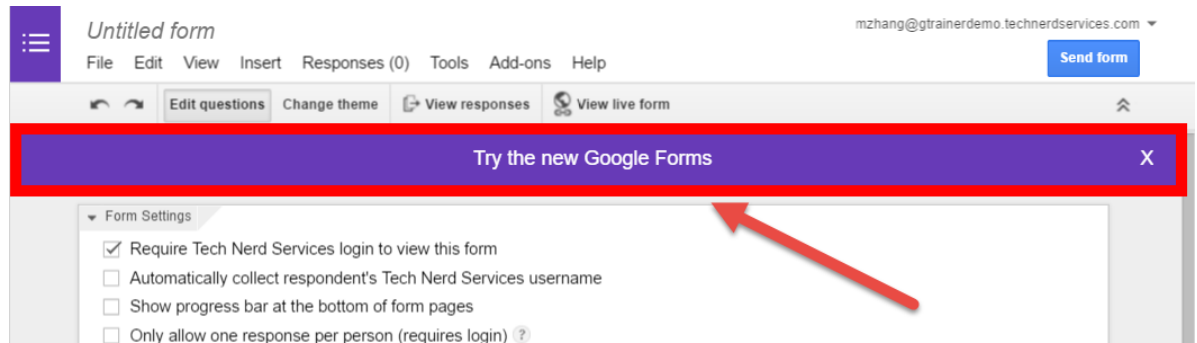 Untitled form
mzhang@gtrainerdemo.technerdservices.com
File Edit View Insert Responses (0) Tools Add-ons Help
Send form
Edit questions Change theme View responses View live form
Try the new Google Forms X
Form Settings
Require Tech Nerd Services login to view this form
Automatically collect respondent's Tech Nerd Services username
Show progress bar at the bottom of form pages
Only allow one response per person (requires login) ?